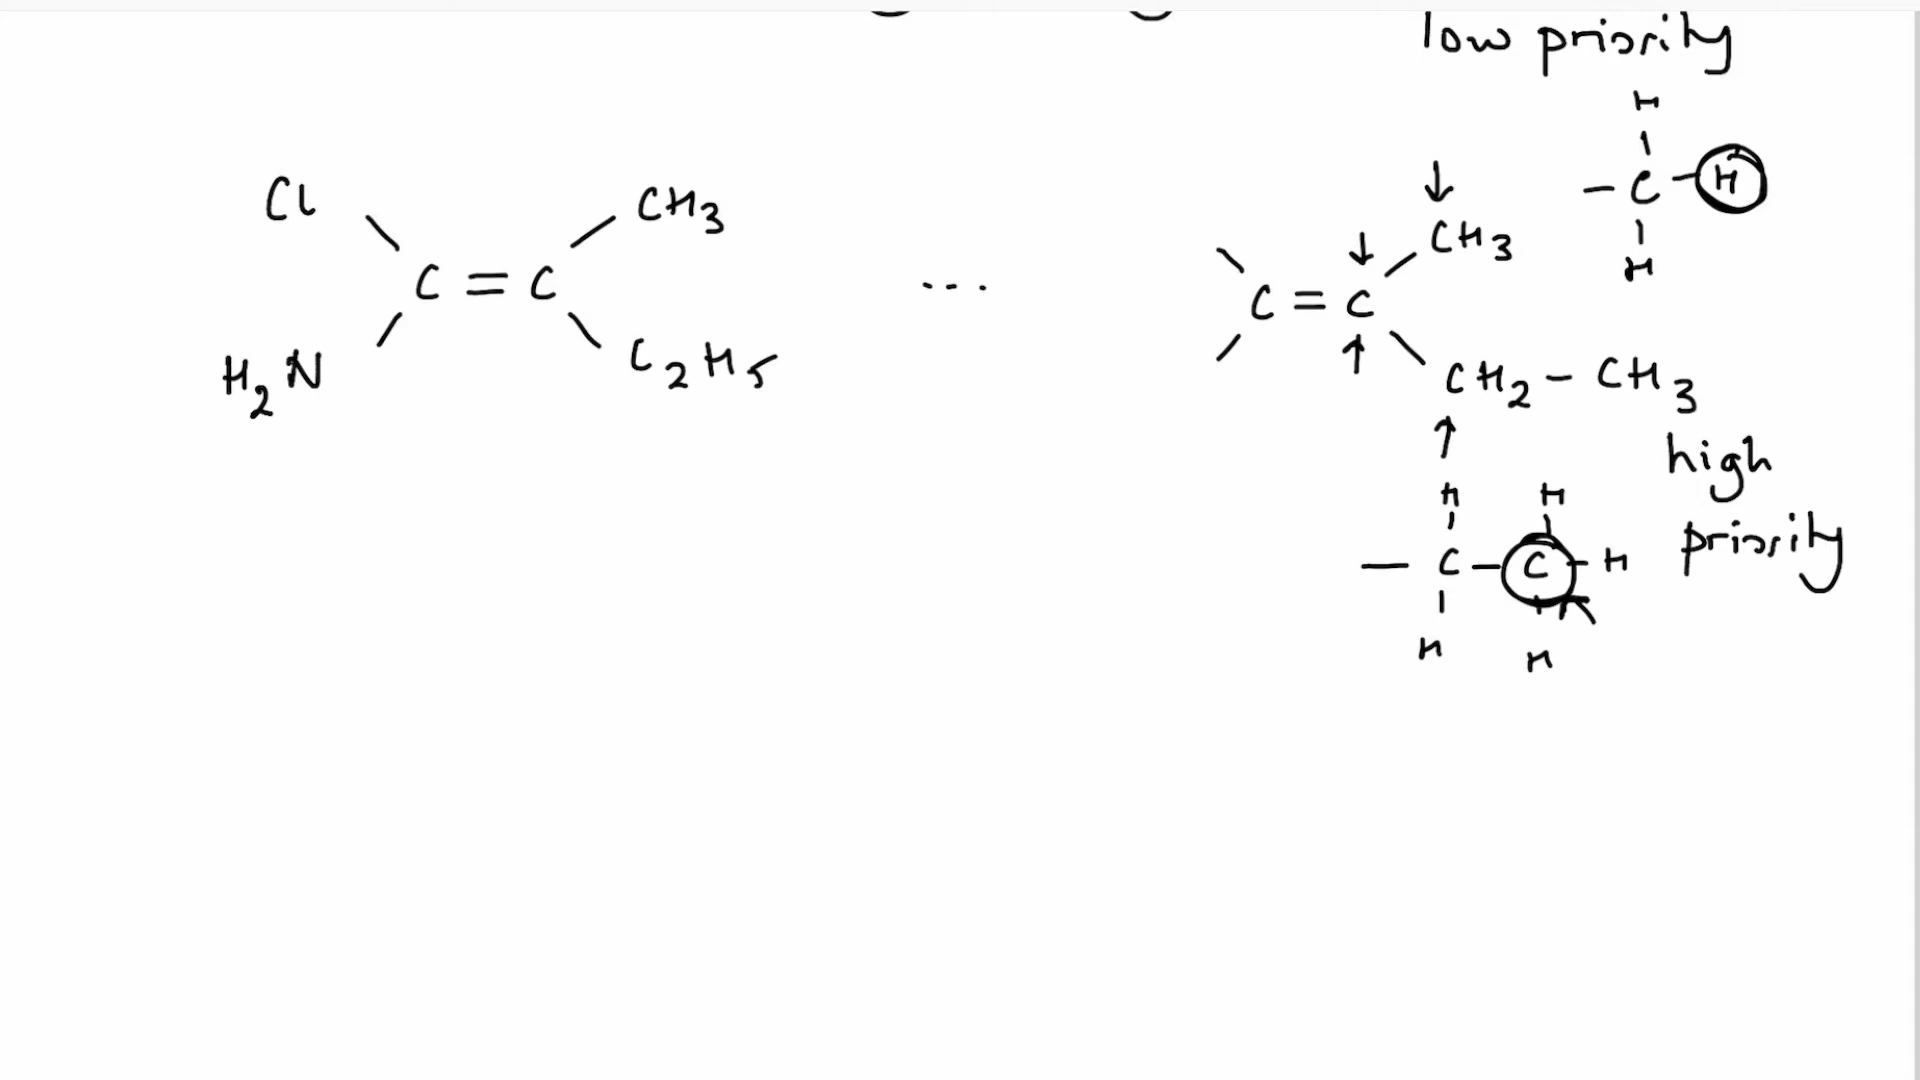 low priority
H
Cl CH3 ↓ – C – H
C = C ... ↓ CH3 H
H2N C2H5 C = C
↑ CH2 – CH3
↑ high
H H priority
— C – C – H
H H